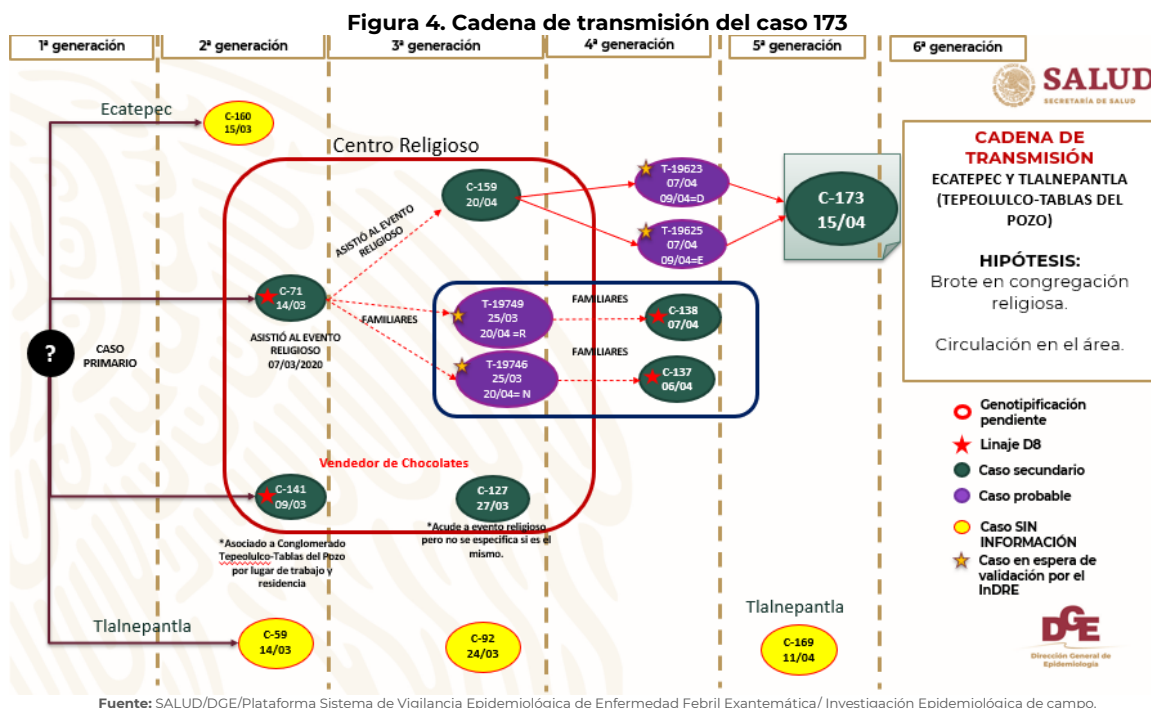 Figura 4. Cadena de transmisión del caso 173
1ª generación
2ª generación
3ª generación
4ª generación
5ª generación
6ª generación
SALUD
SECRETARÍA DE SALUD
Ecatepec
C-160
15/03
Centro Religioso
C-159
20/04
T-19623
07/04
09/04=D
T-19625
07/04
09/04=E
C-173
15/04
CADENA DE
TRANSMISIÓN
ECATEPEC Y TLALNEPANTLA
(TEPEOLULCO-TABLAS DEL
POZO)
HIPÓTESIS:
Brote en congregación
religiosa.
Circulación en el área.
ASISTIÓ AL EVENTO
RELIGIOSO
C-71
14/03
FAMILIARES
ASISTIÓ AL EVENTO
RELIGIOSO
07/03/2020
T-19749
25/03
20/04 =R
FAMILIARES
C-138
07/04
T-19746
25/03
20/04= N
FAMILIARES
C-137
06/04
?
CASO
PRIMARIO
Vendedor de Chocolates
C-141
09/03
*Asociado a Conglomerado
Tepeolulco-Tablas del Pozo
por lugar de trabajo y
residencia
C-127
27/03
*Acude a evento religioso
pero no se especifica si es el
mismo.
Genotipificación
pendiente
Linaje D8
Caso secundario
Caso probable
Caso SIN
INFORMACIÓN
Caso en espera de
validación por el
InDRE
Tlalnepantla
C-59
14/03
C-92
24/03
Tlalnepantla
C-169
11/04
DGE
Dirección General de
Epidemiología
Fuente: SALUD/DGE/Plataforma Sistema de Vigilancia Epidemiológica de Enfermedad Febril Exantemática/ Investigación Epidemiológica de campo.